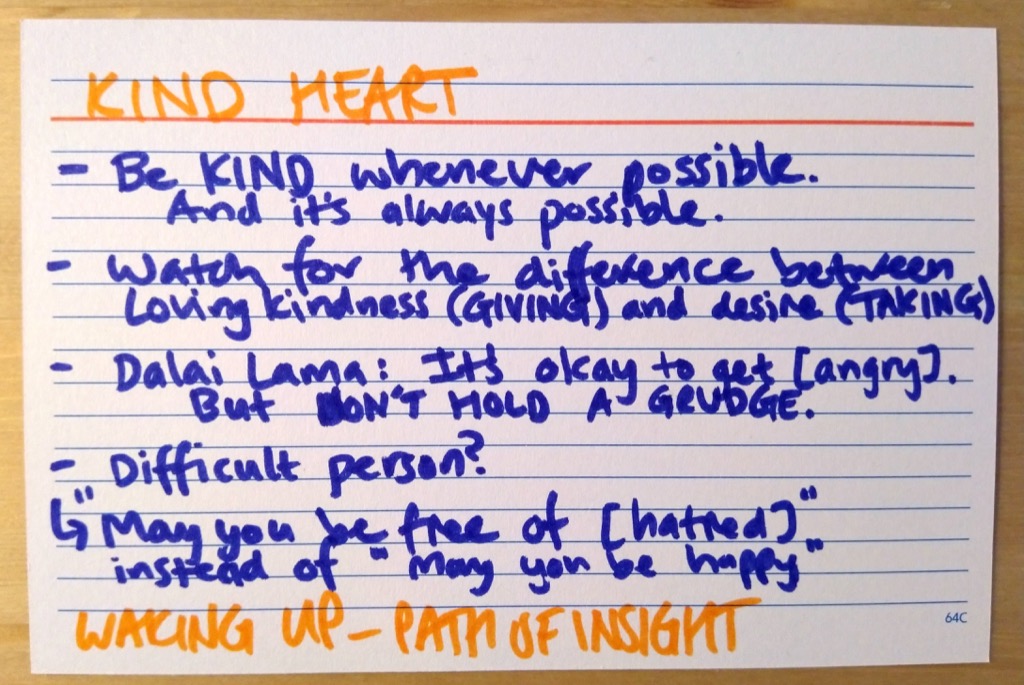 KIND HEART
- Be KIND whenever possible.
And it's always possible.
- Watch for the difference between
Loving kindness (GIVING) and desire (TAKING)
- Dalai Lama: It's okay to get [angry].
But DON'T HOLD A GRUDGE.
- Difficult person?
↳ "May you be free of [hatred]"
instead of "May you be happy"
WAKING UP - PATH OF INSIGHT
64C